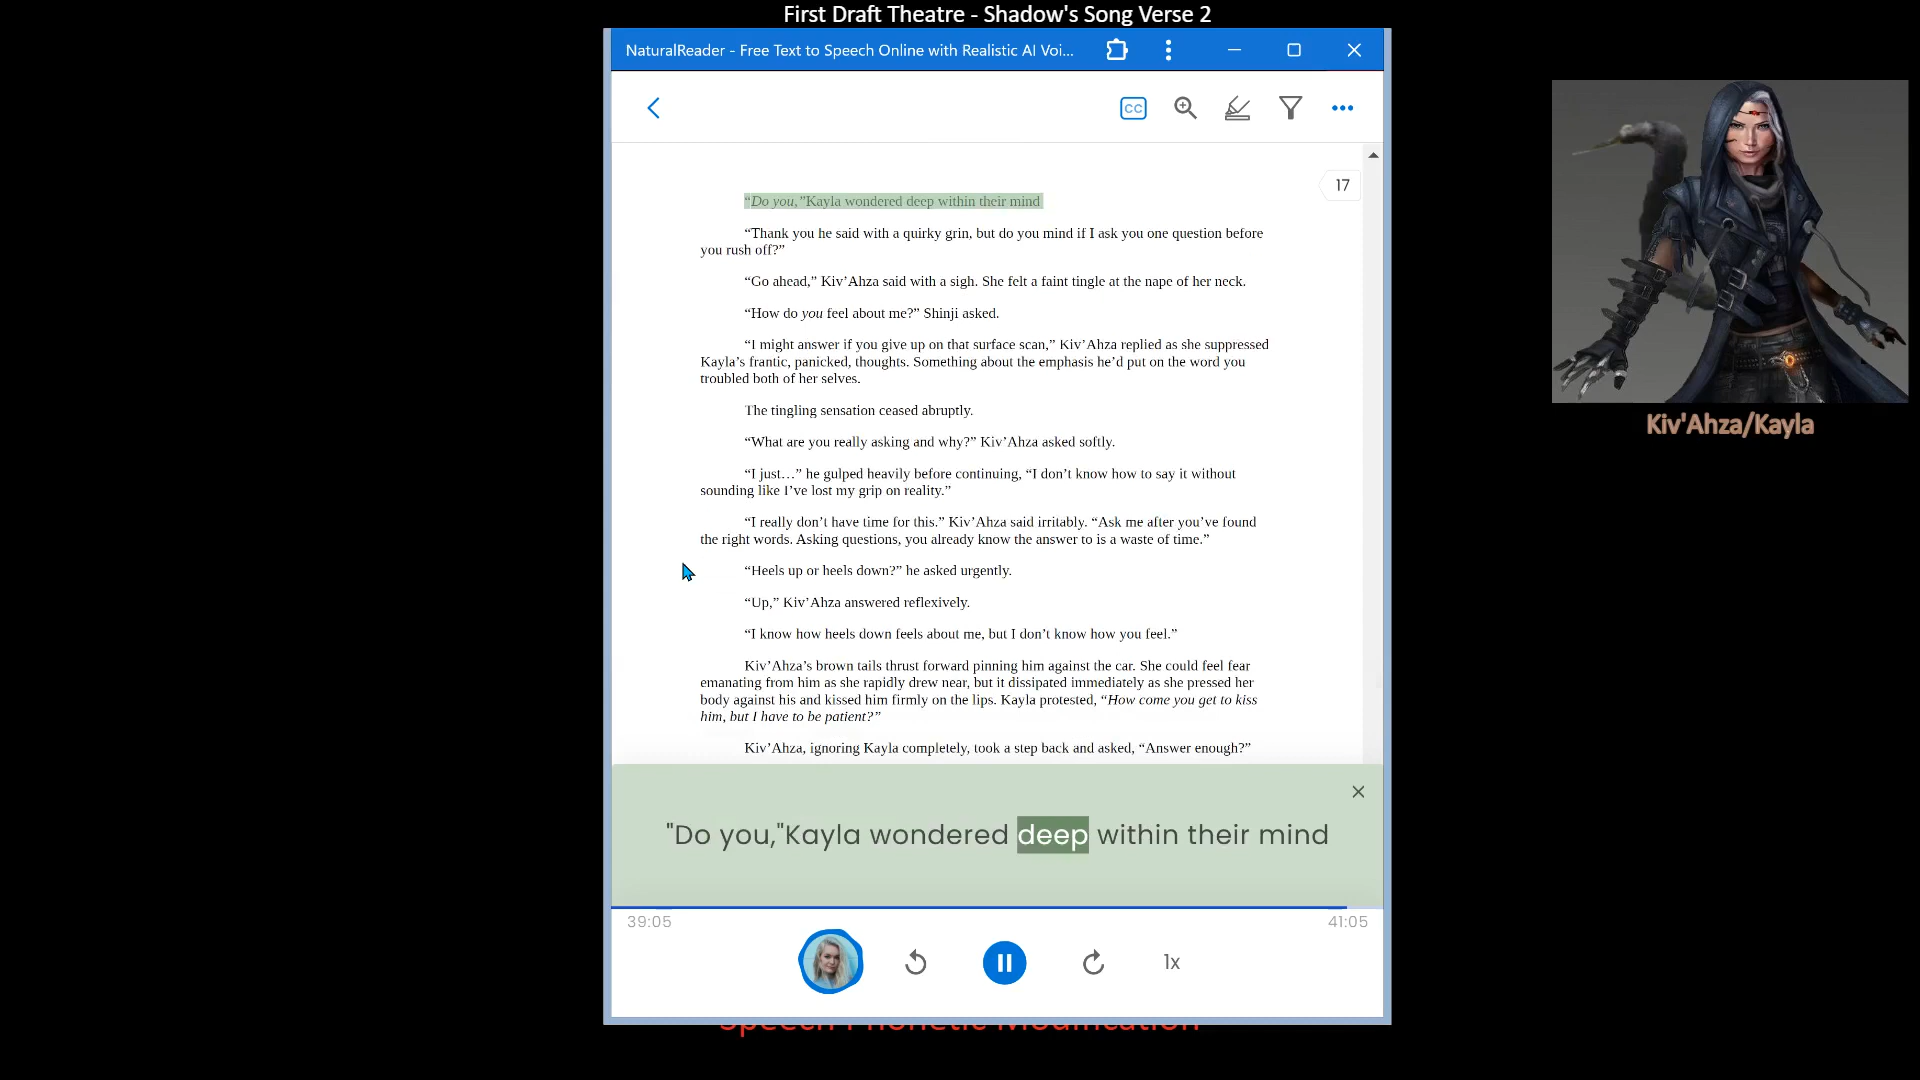 First Draft Theatre - Shadow's Song Verse 2
NaturalReader - Free Text to Speech Online with Realistic AI Voi...
CC
17
“Do you,”Kayla wondered deep within their mind
“Thank you he said with a quirky grin, but do you mind if I ask you one question before
you rush off?”
“Go ahead,” Kiv’Ahza said with a sigh. She felt a faint tingle at the nape of her neck.
“How do you feel about me?” Shinji asked.
“I might answer if you give up on that surface scan,” Kiv’Ahza replied as she suppressed
Kayla’s frantic, panicked, thoughts. Something about the emphasis he’d put on the word you
troubled both of her selves.
The tingling sensation ceased abruptly.
“What are you really asking and why?” Kiv’Ahza asked softly.
“I just…” he gulped heavily before continuing, “I don’t know how to say it without
sounding like I’ve lost my grip on reality.”
“I really don’t have time for this.” Kiv’Ahza said irritably. “Ask me after you’ve found
the right words. Asking questions, you already know the answer to is a waste of time.”
“Heels up or heels down?” he asked urgently.
“Up,” Kiv’Ahza answered reflexively.
“I know how heels down feels about me, but I don’t know how you feel.”
Kiv’Ahza’s brown tails thrust forward pinning him against the car. She could feel fear
emanating from him as she rapidly drew near, but it dissipated immediately as she pressed her
body against his and kissed him firmly on the lips. Kayla protested, “How come you get to kiss
him, but I have to be patient?”
Kiv’Ahza, ignoring Kayla completely, took a step back and asked, “Answer enough?”
"Do you,"Kayla wondered deep within their mind
39:05
41:05
1x
Speech Phonetic Modification
Kiv'Ahza/Kayla